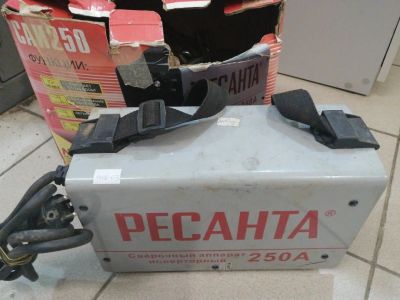 САИ250
ФУНКЦИИ:
РЕСАНТА
РЕСАНТА®
Сварочный аппарат
инверторный 250А